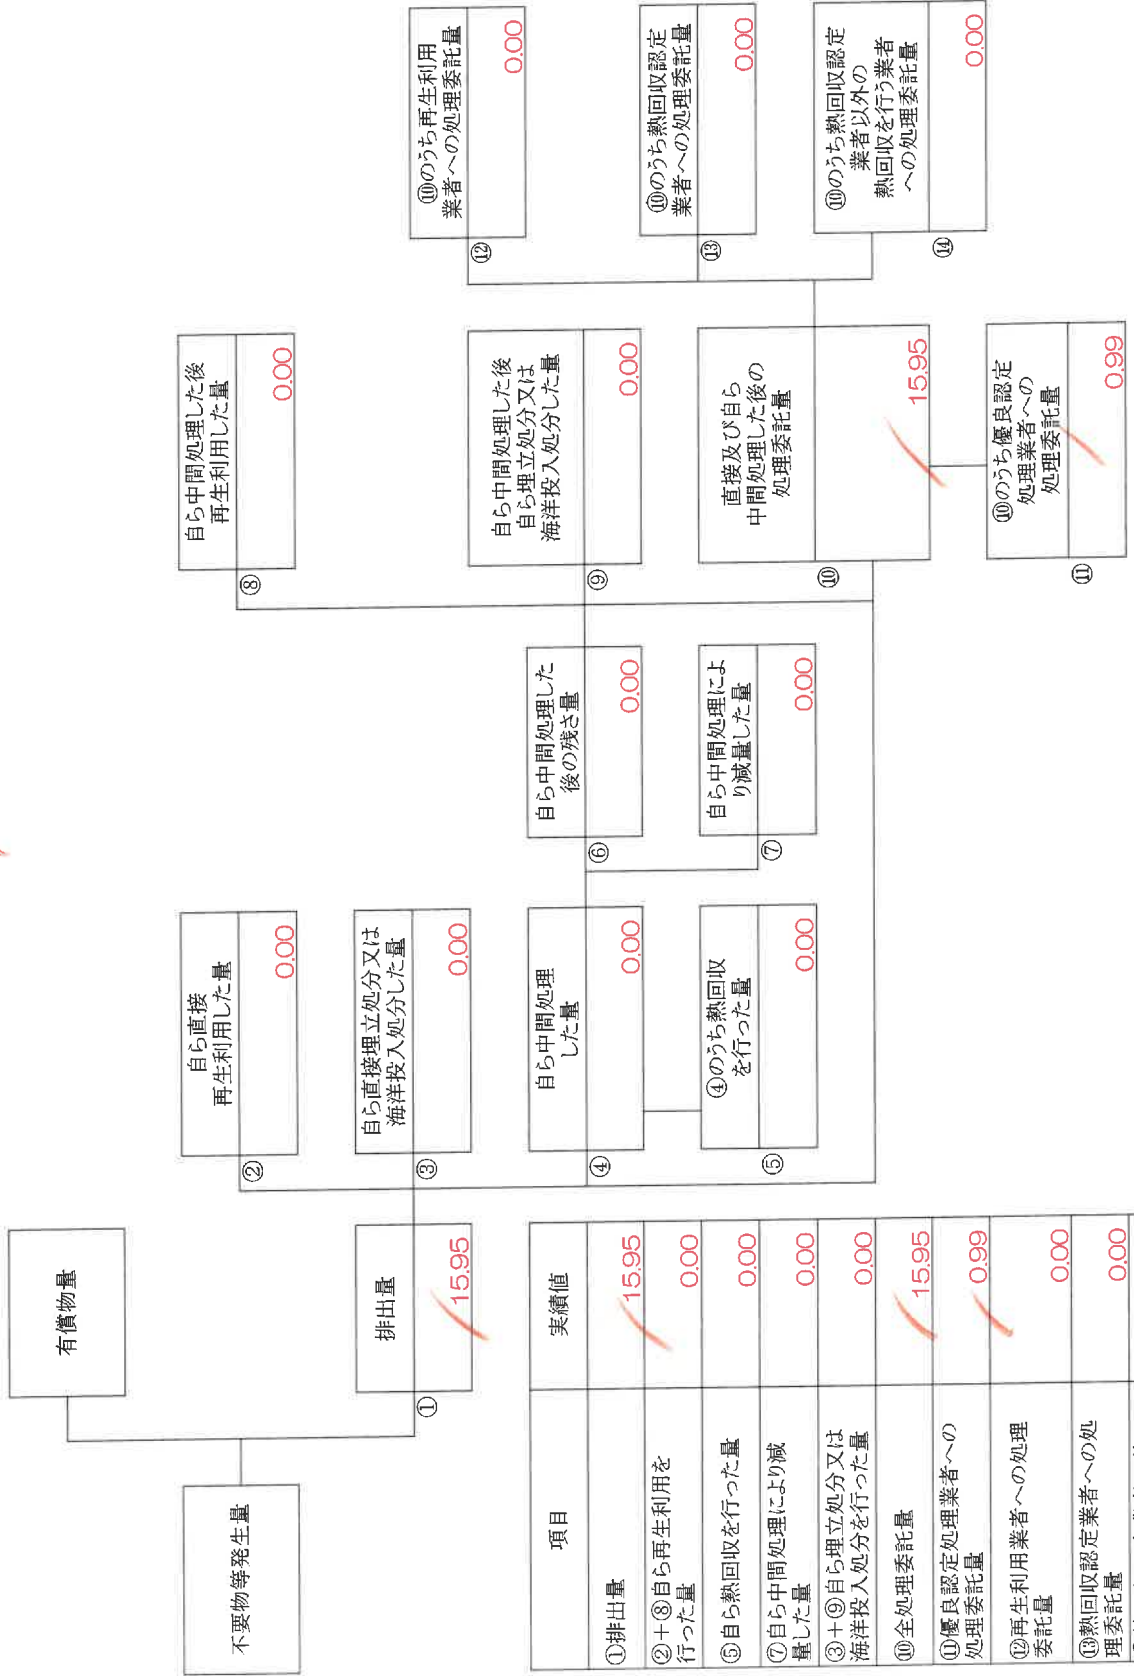 不要物等発生量
有償物量
排出量
①
15.95
自ら直接
再生利用した量
②
0.00
自ら直接埋立処分又は
海洋投入処分した量
③
0.00
自ら中間処理
した量
④
0.00
④のうち熱回収
を行った量
⑤
0.00
自ら中間処理した
後の残さ量
⑥
0.00
自ら中間処理によ
り減量した量
⑦
0.00
自ら中間処理した後
再生利用した量
⑧
0.00
自ら中間処理した後
自ら埋立処分又は
海洋投入処分した量
⑨
0.00
直接及び自ら
中間処理した後の
処理委託量
⑩
15.95
⑩のうち優良認定
処理業者への
処理委託量
⑪
0.99
⑩のうち再生利用
業者への処理委託量
⑫
0.00
⑩のうち熱回収認定
業者への処理委託量
⑬
0.00
⑩のうち熱回収認定
業者以外の
熱回収を行う業者
への処理委託量
⑭
0.00
項目 実績値
①排出量 15.95
②+⑧自ら再生利用を
行った量 0.00
⑤自ら熱回収を行った量 0.00
⑦自ら中間処理により減
量した量 0.00
③+⑨自ら埋立処分又は
海洋投入処分を行った量 0.00
⑩全処理委託量 15.95
⑪優良認定処理業者への
処理委託量 0.99
⑫再生利用業者への処理
委託量 0.00
⑬熱回収認定業者への処
理委託量 0.00